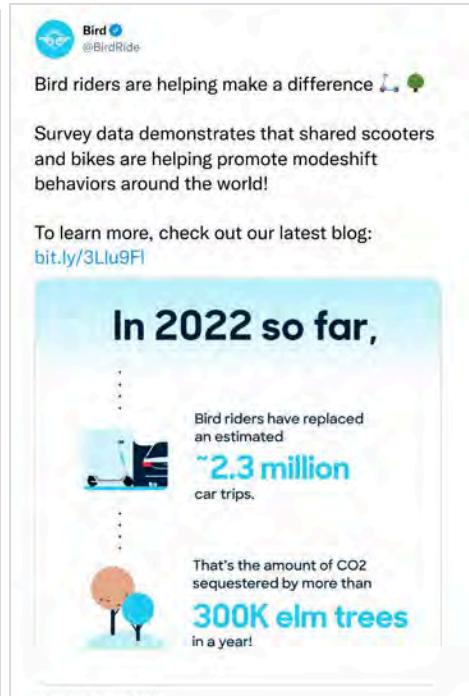 Bird
@BirdRide
Bird riders are helping make a difference 🛴 🌳
Survey data demonstrates that shared scooters
and bikes are helping promote modeshift
behaviors around the world!
To learn more, check out our latest blog:
bit.ly/3Llu9Fl
In 2022 so far,
Bird riders have replaced
an estimated
~2.3 million
car trips.
That's the amount of CO2
sequestered by more than
300K elm trees
in a year!